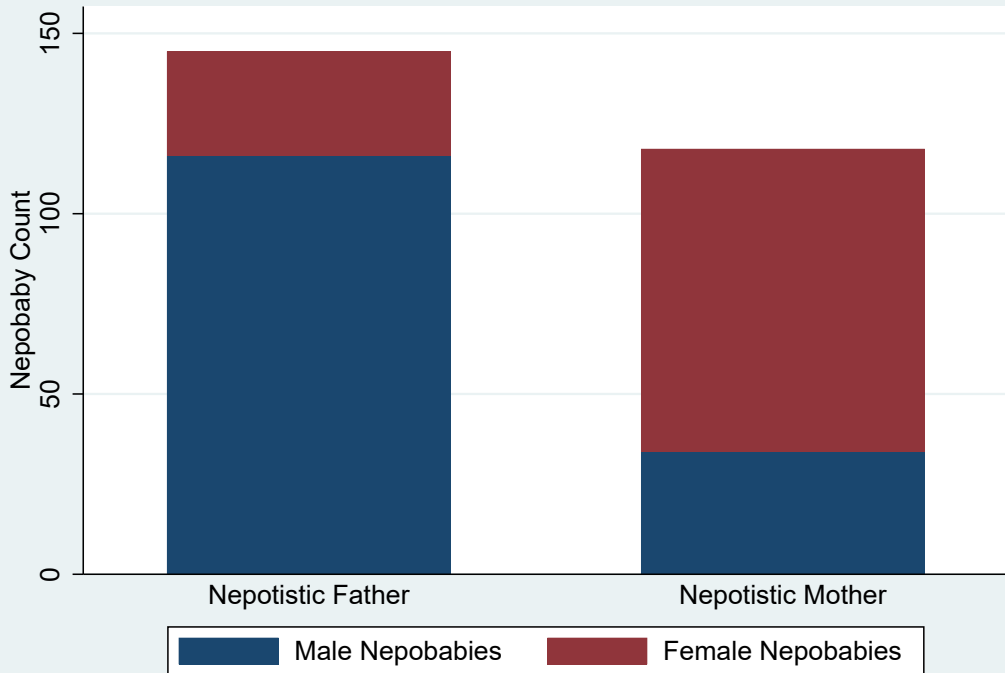 Nepobaby Count
150
100
50
0
Nepotistic Father
Nepotistic Mother
Male Nepobabies
Female Nepobabies